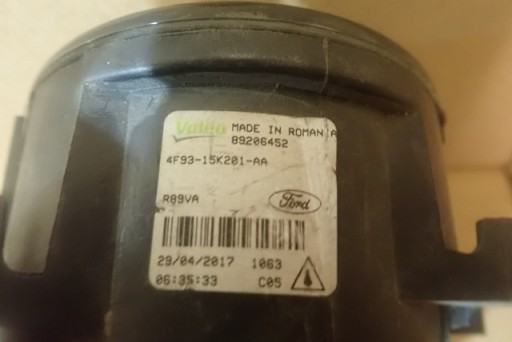 Valeo MADE IN ROMANIA
89206452
4F93-15K201-AA
R89VA
Ford
29/04/2017 1063
06:35:33 C05